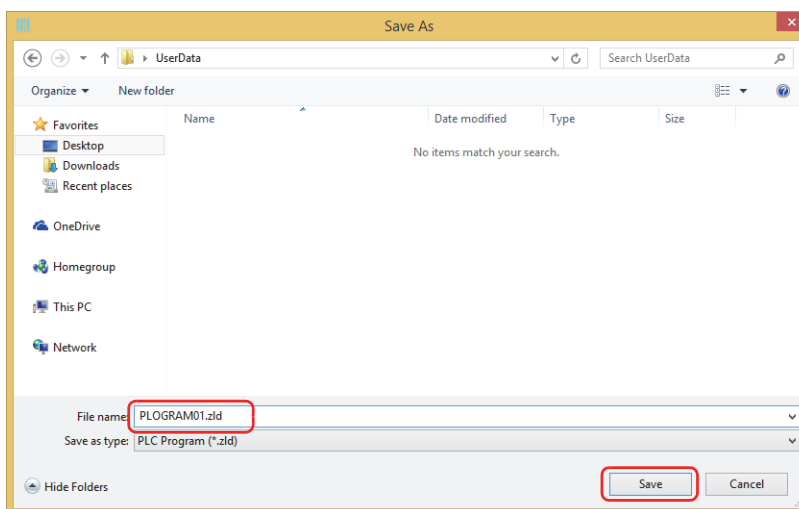 Save As
UserData
Search UserData
Organize
New folder
Name Date modified Type Size
Favorites
Desktop
Downloads
Recent places
No items match your search.
OneDrive
Homegroup
This PC
Network
File name: PLOGRAM01.zld
Save as type: PLC Program (*.zld)
Hide Folders
Save
Cancel